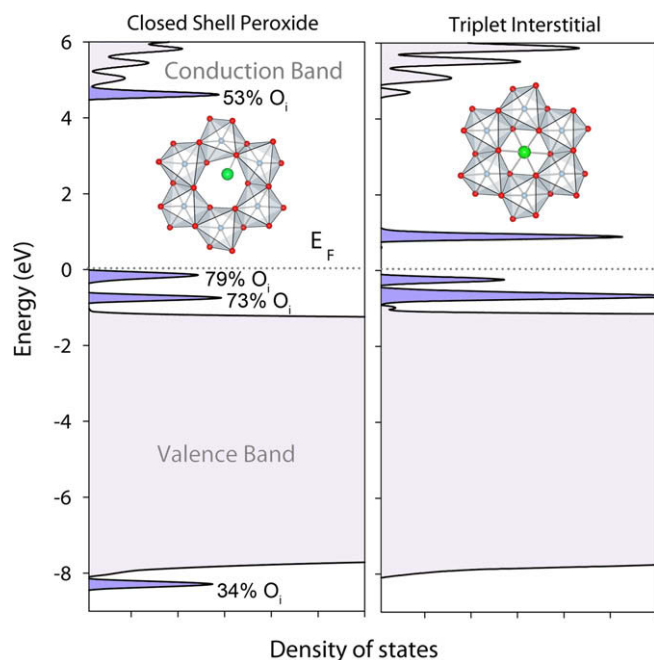 Closed Shell Peroxide
Triplet Interstitial
6
4
2
0
-2
-4
-6
-8
Energy (eV)
Conduction Band
53% Oi
EF
79% Oi
73% Oi
Valence Band
34% Oi
Density of states